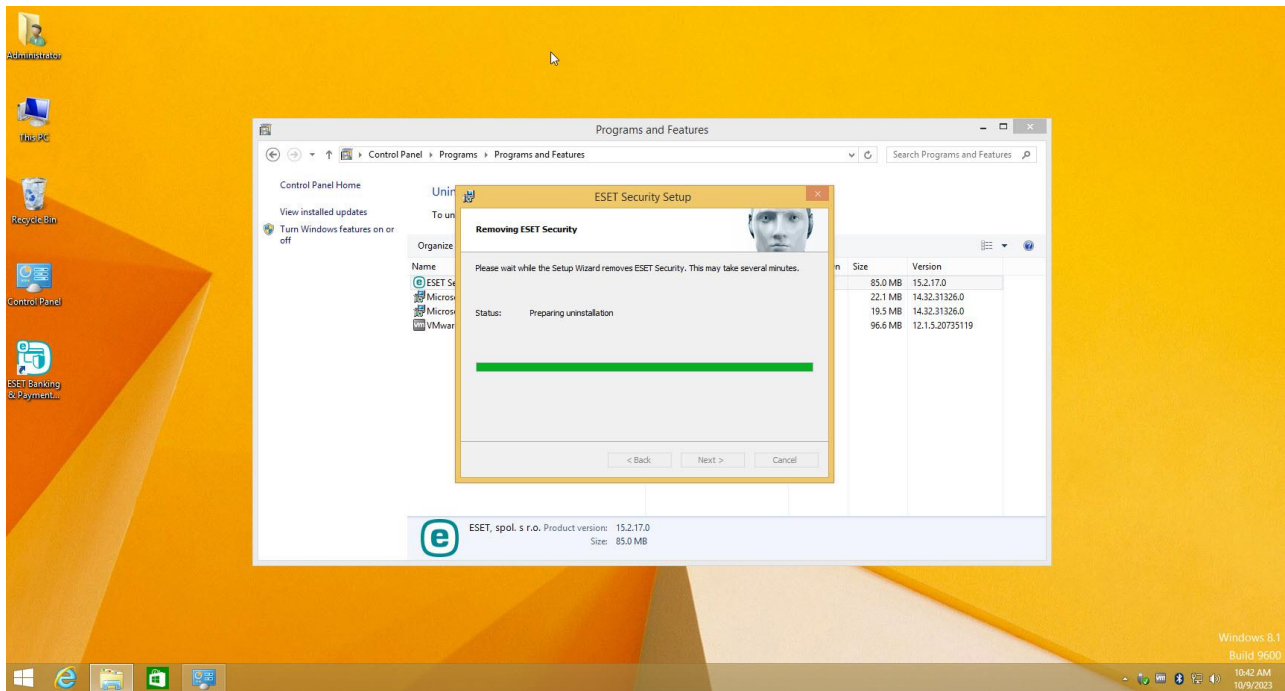 Administrator
This PC
Recycle Bin
Control Panel
ESET Banking
& Payment...
Programs and Features
Control Panel Programs Programs and Features
Search Programs and Features
Control Panel Home
View installed updates
Turn Windows features on or
off
Unin
To un
Organize
Name
n Size Version
ESET Se 85.0 MB 15.2.17.0
Micros 22.1 MB 14.32.31326.0
Micros 19.5 MB 14.32.31326.0
VMwar 96.6 MB 12.1.5.20735119
ESET Security Setup
Removing ESET Security
Please wait while the Setup Wizard removes ESET Security. This may take several minutes.
Status: Preparing uninstallation
< Back Next > Cancel
e
ESET, spol. s r.o. Product version: 15.2.17.0
Size: 85.0 MB
Windows 8.1
Build 9600
10:42 AM
10/9/2023